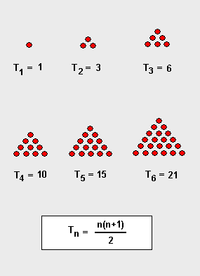 T1 = 1 T2 = 3 T3 = 6
T4 = 10 T5 = 15 T6 = 21
Tn = n(n+1)
2